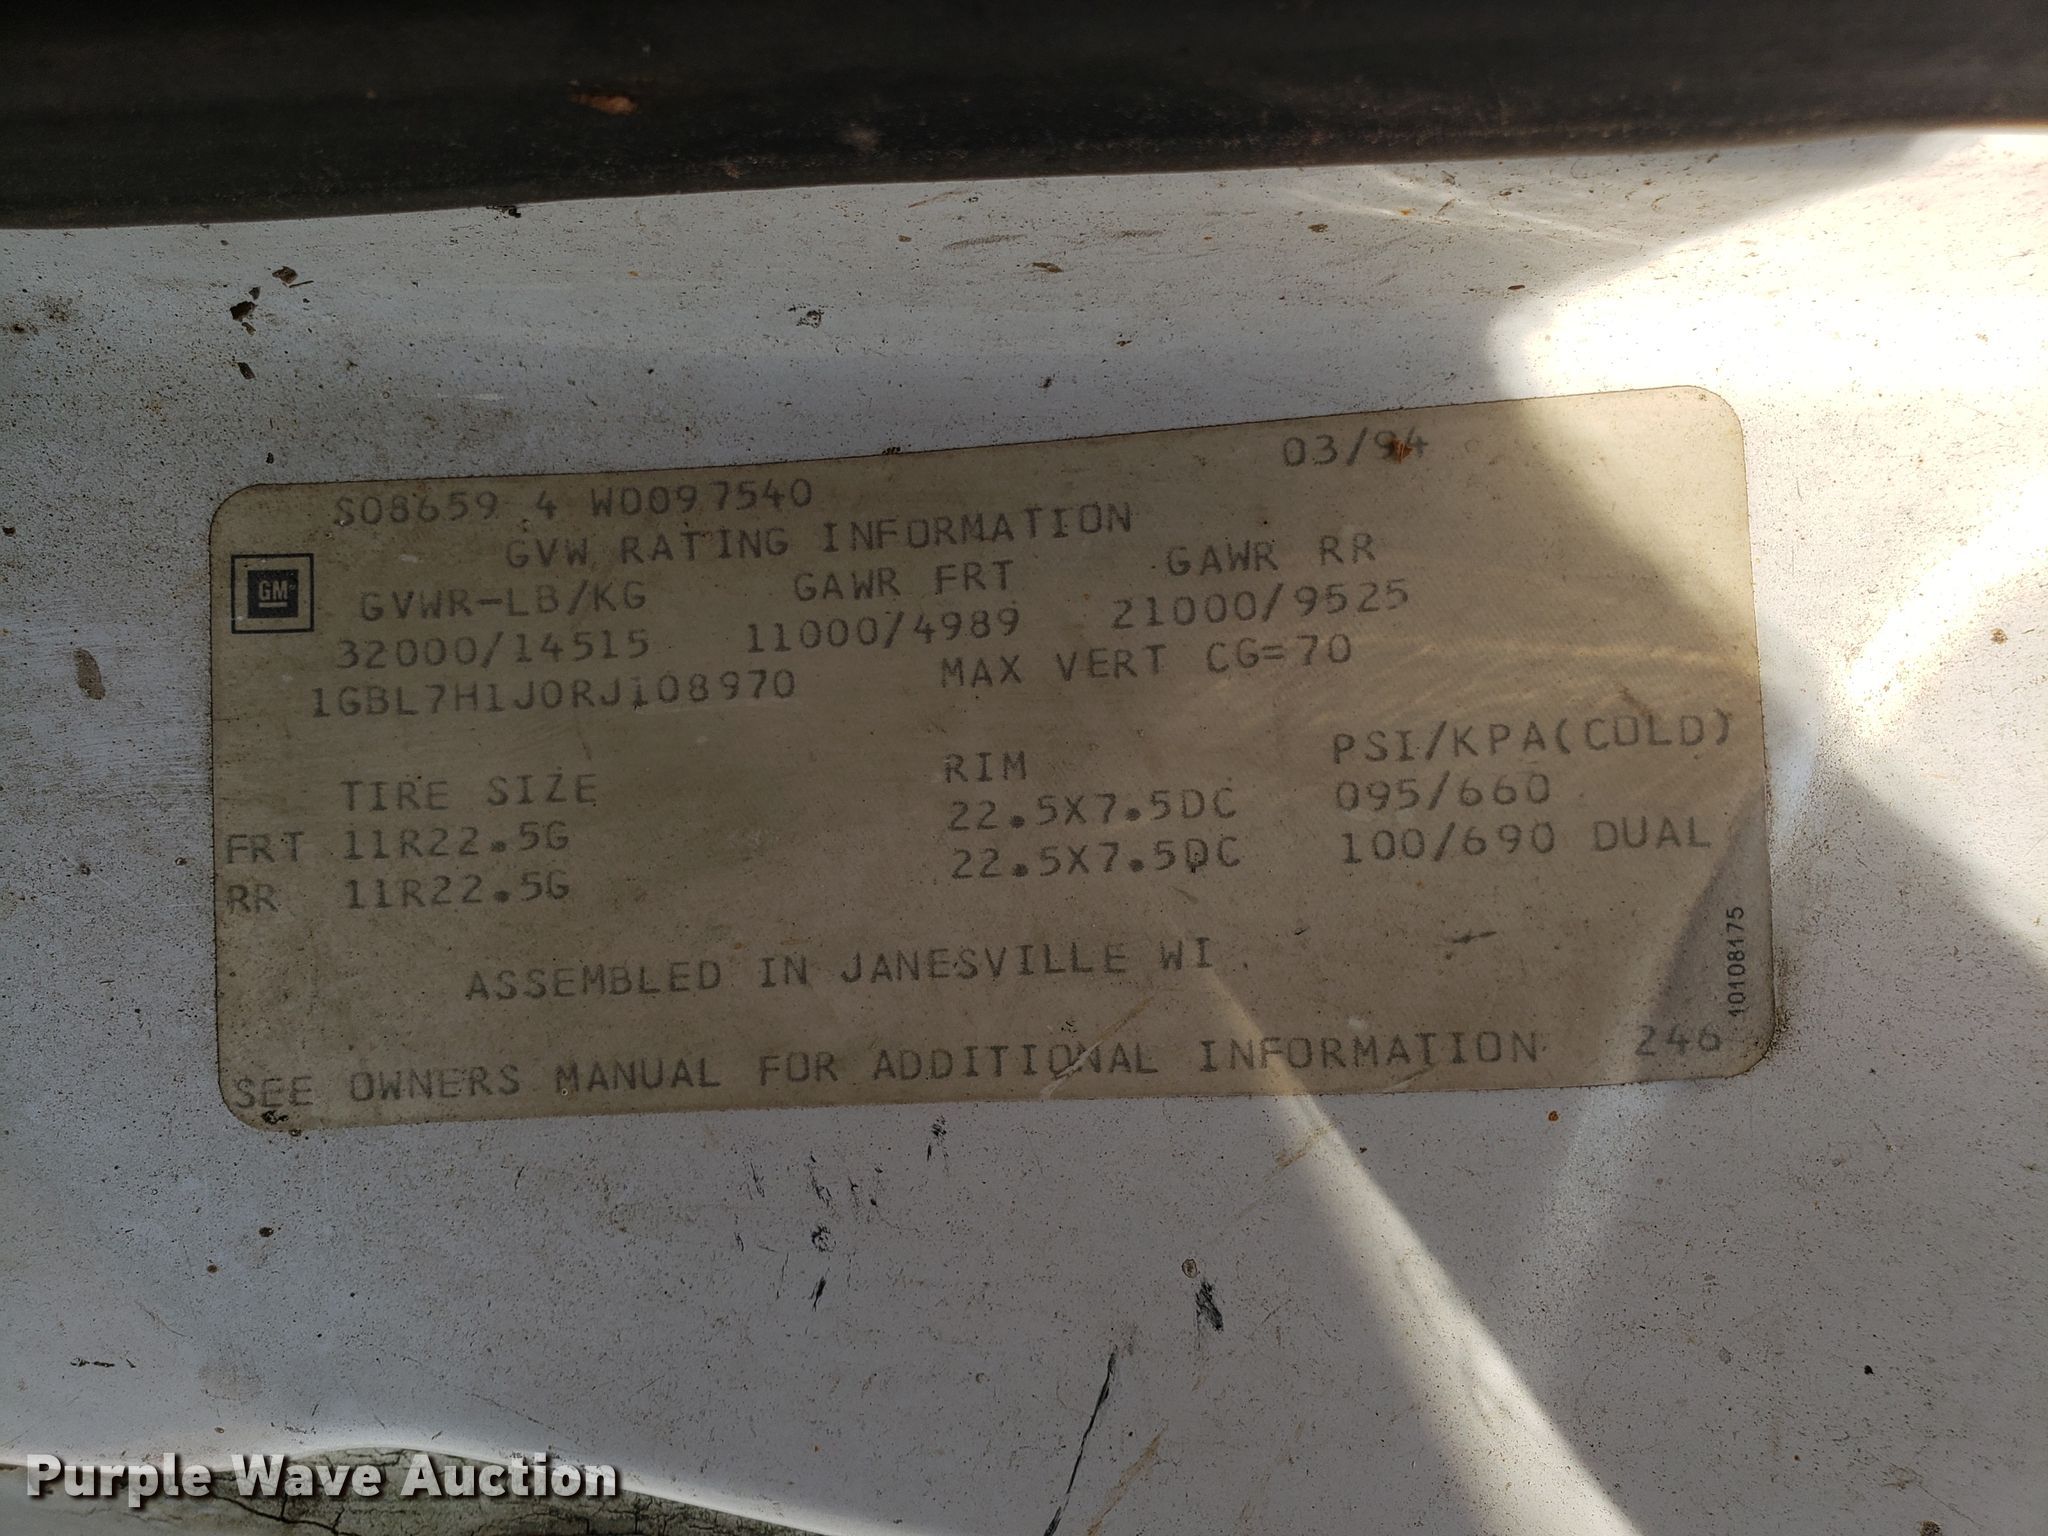 03/94
S08659 4 W0097540
GVW RATING INFORMATION
GM
GVWR-LB/KG GAWR FRT GAWR RR
32000/14515 11000/4989 21000/9525
1GBL7H1J0RJ108970 MAX VERT CG=70
TIRE SIZE RIM PSI/KPA(COLD)
FRT 11R22.5G 22.5X7.5DC 095/660
RR 11R22.5G 22.5X7.5DC 100/690 DUAL
ASSEMBLED IN JANESVILLE WI
SEE OWNERS MANUAL FOR ADDITIONAL INFORMATION 246
10108175
Purple Wave Auction